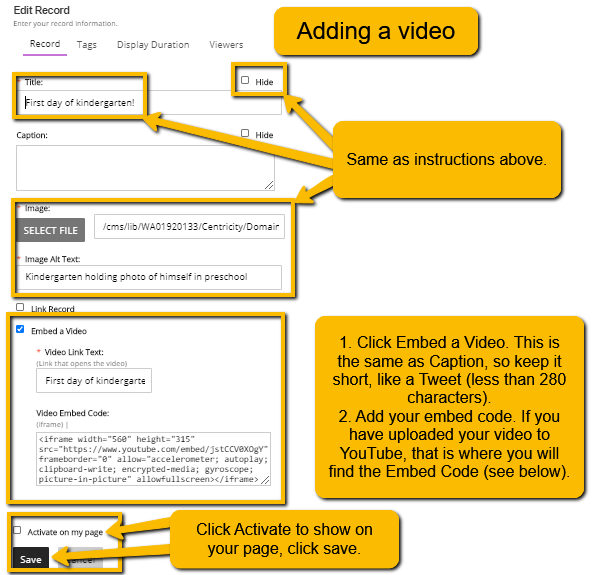 Edit Record
Enter your record information.
Adding a video
Record Tags Display Duration Viewers
* Title:
Hide
First day of kindergarten!
Caption:
Hide
Same as instructions above.
* Image:
SELECT FILE
/cms/lib/WA01920133/Centricity/Domain
* Image Alt Text:
Kindergarten holding photo of himself in preschool
Link Record
Embed a Video
* Video Link Text:
(Link that opens the video)
First day of kindergarte
Video Embed Code:
(iframe) |
<iframe width="560" height="315"
src="https://www.youtube.com/embed/jstCCV0XOgY"
frameborder="0" allow="accelerometer; autoplay;
clipboard-write; encrypted-media; gyroscope;
picture-in-picture" allowfullscreen></iframe>
1. Click Embed a Video. This is
the same as Caption, so keep it
short, like a Tweet (less than 280
characters).
2. Add your embed code. If you
have uploaded your video to
YouTube, that is where you will
find the Embed Code (see below).
Activate on my page
Save
Cancel
Click Activate to show on
your page, click save.